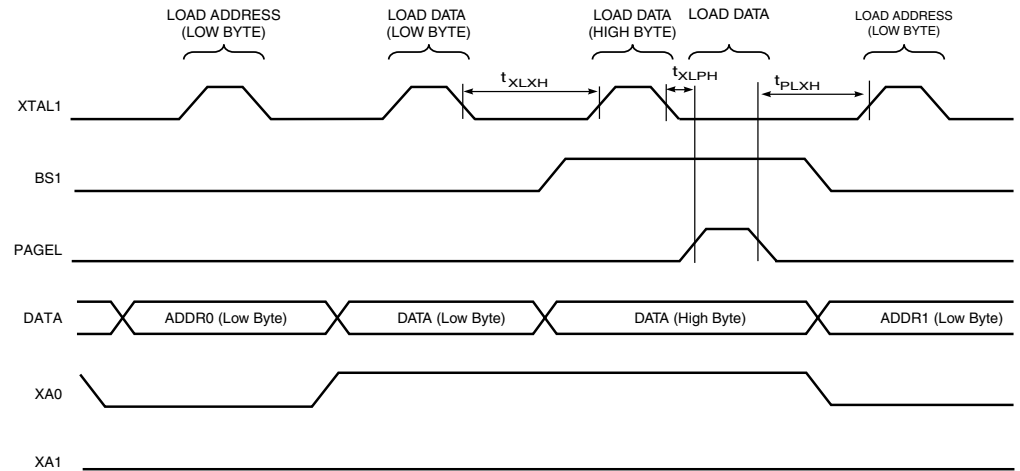 LOAD ADDRESS
(LOW BYTE)
LOAD DATA
(LOW BYTE)
LOAD DATA
(HIGH BYTE)
LOAD DATA
LOAD ADDRESS
(LOW BYTE)
XTAL1
tXLXH
tXLPH
tPLXH
BS1
PAGEL
DATA
ADDR0 (Low Byte)
DATA (Low Byte)
DATA (High Byte)
ADDR1 (Low Byte)
XA0
XA1